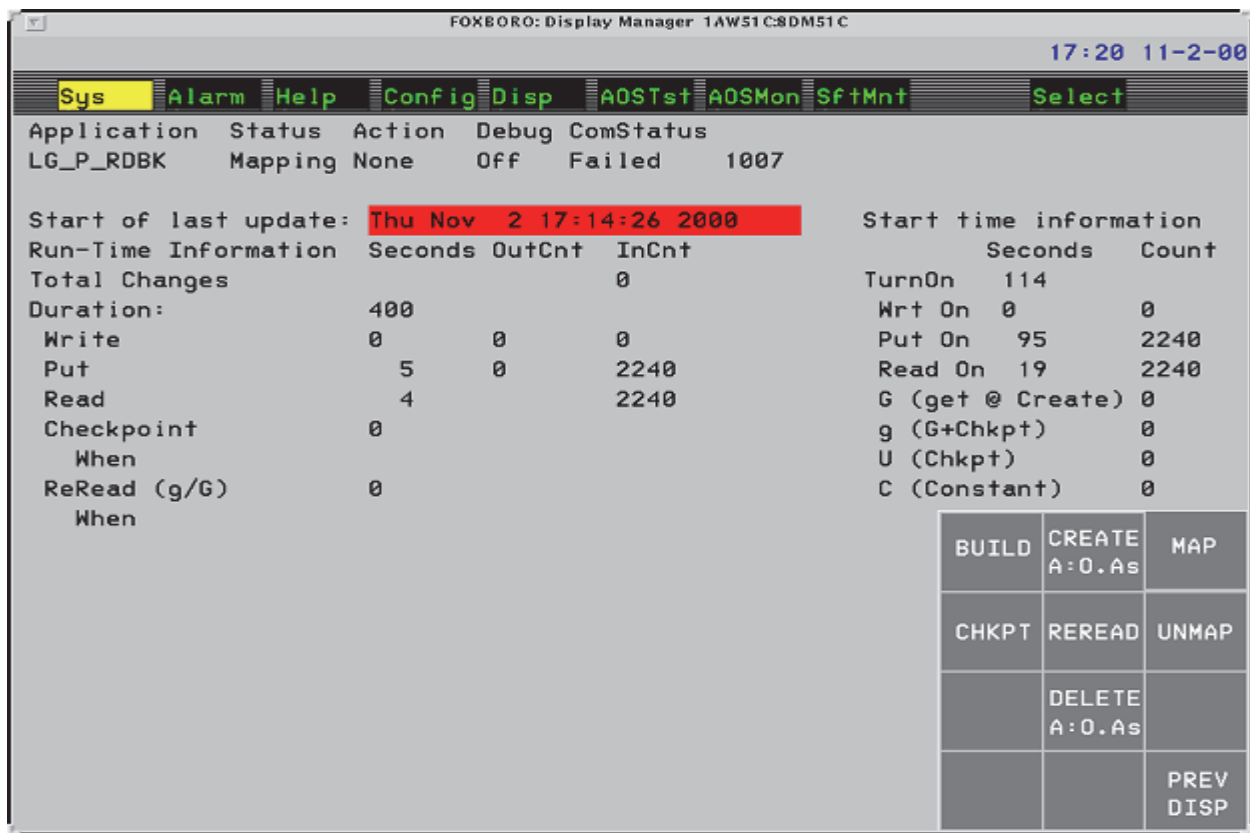 FOXBORO: Display Manager 1AW51C:8DM51C
17:20 11-2-00
Sys Alarm Help Config Disp AOSTst AOSMon SftMnt Select
Application Status Action Debug ComStatus
LG_P_RDBK Mapping None Off Failed 1007
Start of last update: Thu Nov 2 17:14:26 2000 Start time information
Run-Time Information Seconds OutCnt InCnt Seconds Count
Total Changes 0 TurnOn 114
Duration: 400 Wrt On 0 0
Write 0 0 0 Put On 95 2240
Put 5 0 2240 Read On 19 2240
Read 4 2240 G (get @ Create) 0
Checkpoint 0 g (G+Chkpt) 0
When U (Chkpt) 0
ReRead (g/G) 0 C (Constant) 0
When
BUILD CREATE A:O.As MAP
CHKPT REREAD UNMAP
DELETE A:O.As
PREV DISP